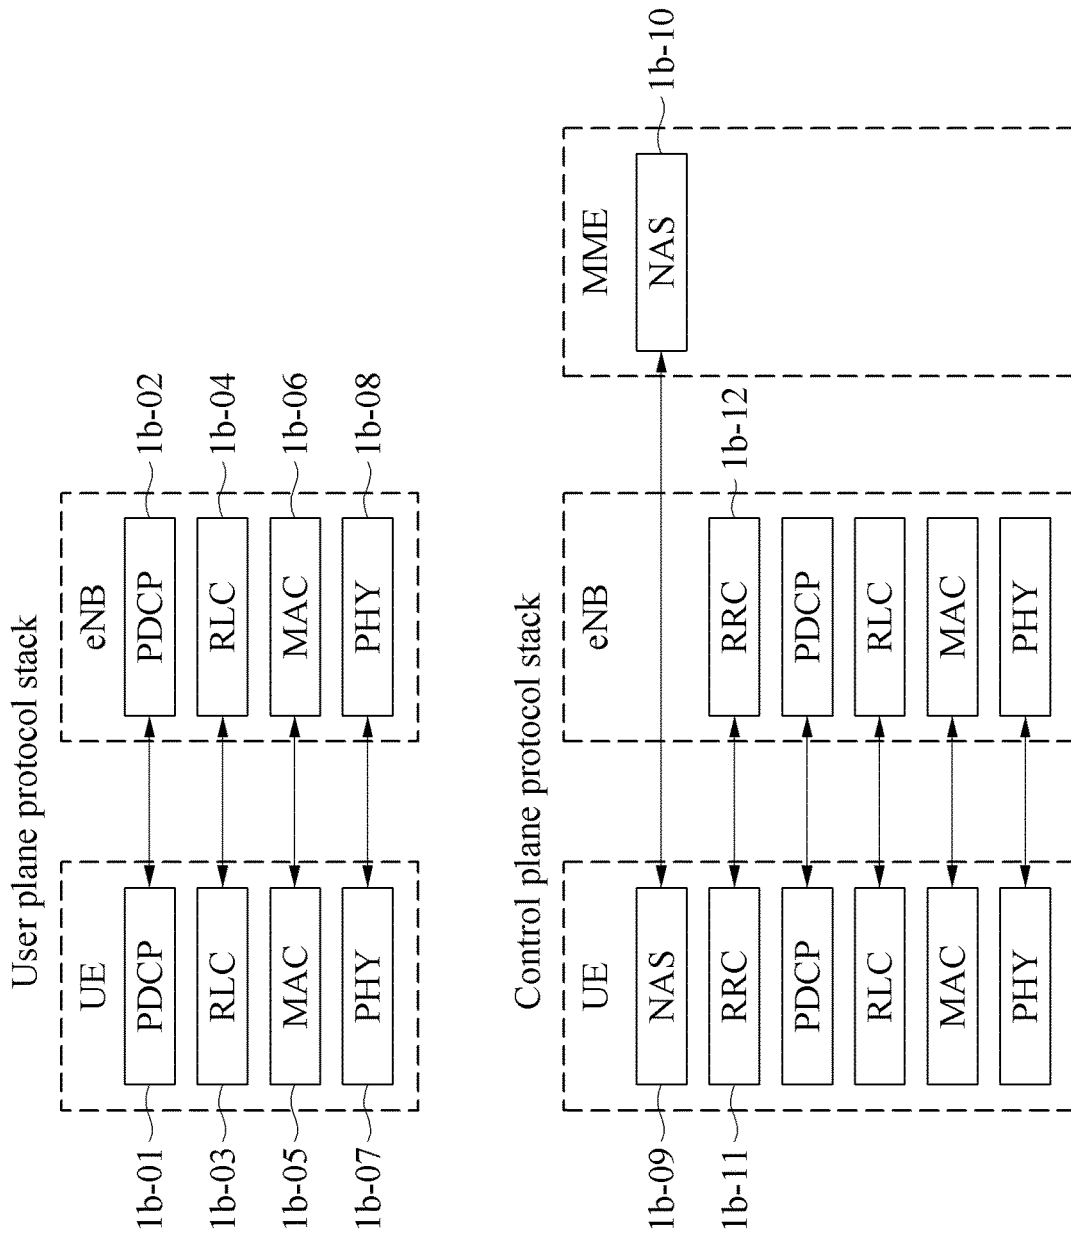 User plane protocol stack
UE
eNB
1b-01
PDCP
PDCP
1b-02
1b-03
RLC
RLC
1b-04
1b-05
MAC
MAC
1b-06
1b-07
PHY
PHY
1b-08
Control plane protocol stack
UE
eNB
MME
1b-09
NAS
NAS
1b-10
1b-11
RRC
RRC
1b-12
PDCP
PDCP
RLC
RLC
MAC
MAC
PHY
PHY